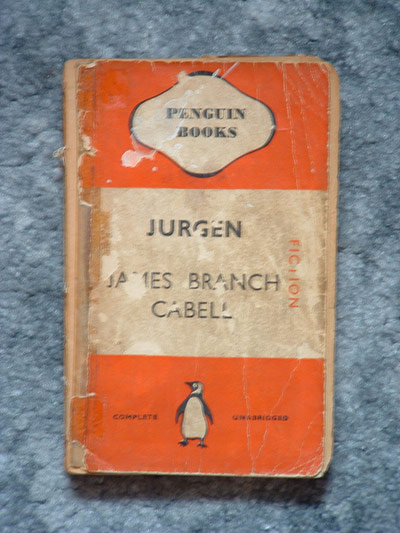 PENGUIN
BOOKS
JURGEN
JAMES BRANCH
CABELL
FICTION
COMPLETE UNABRIDGED